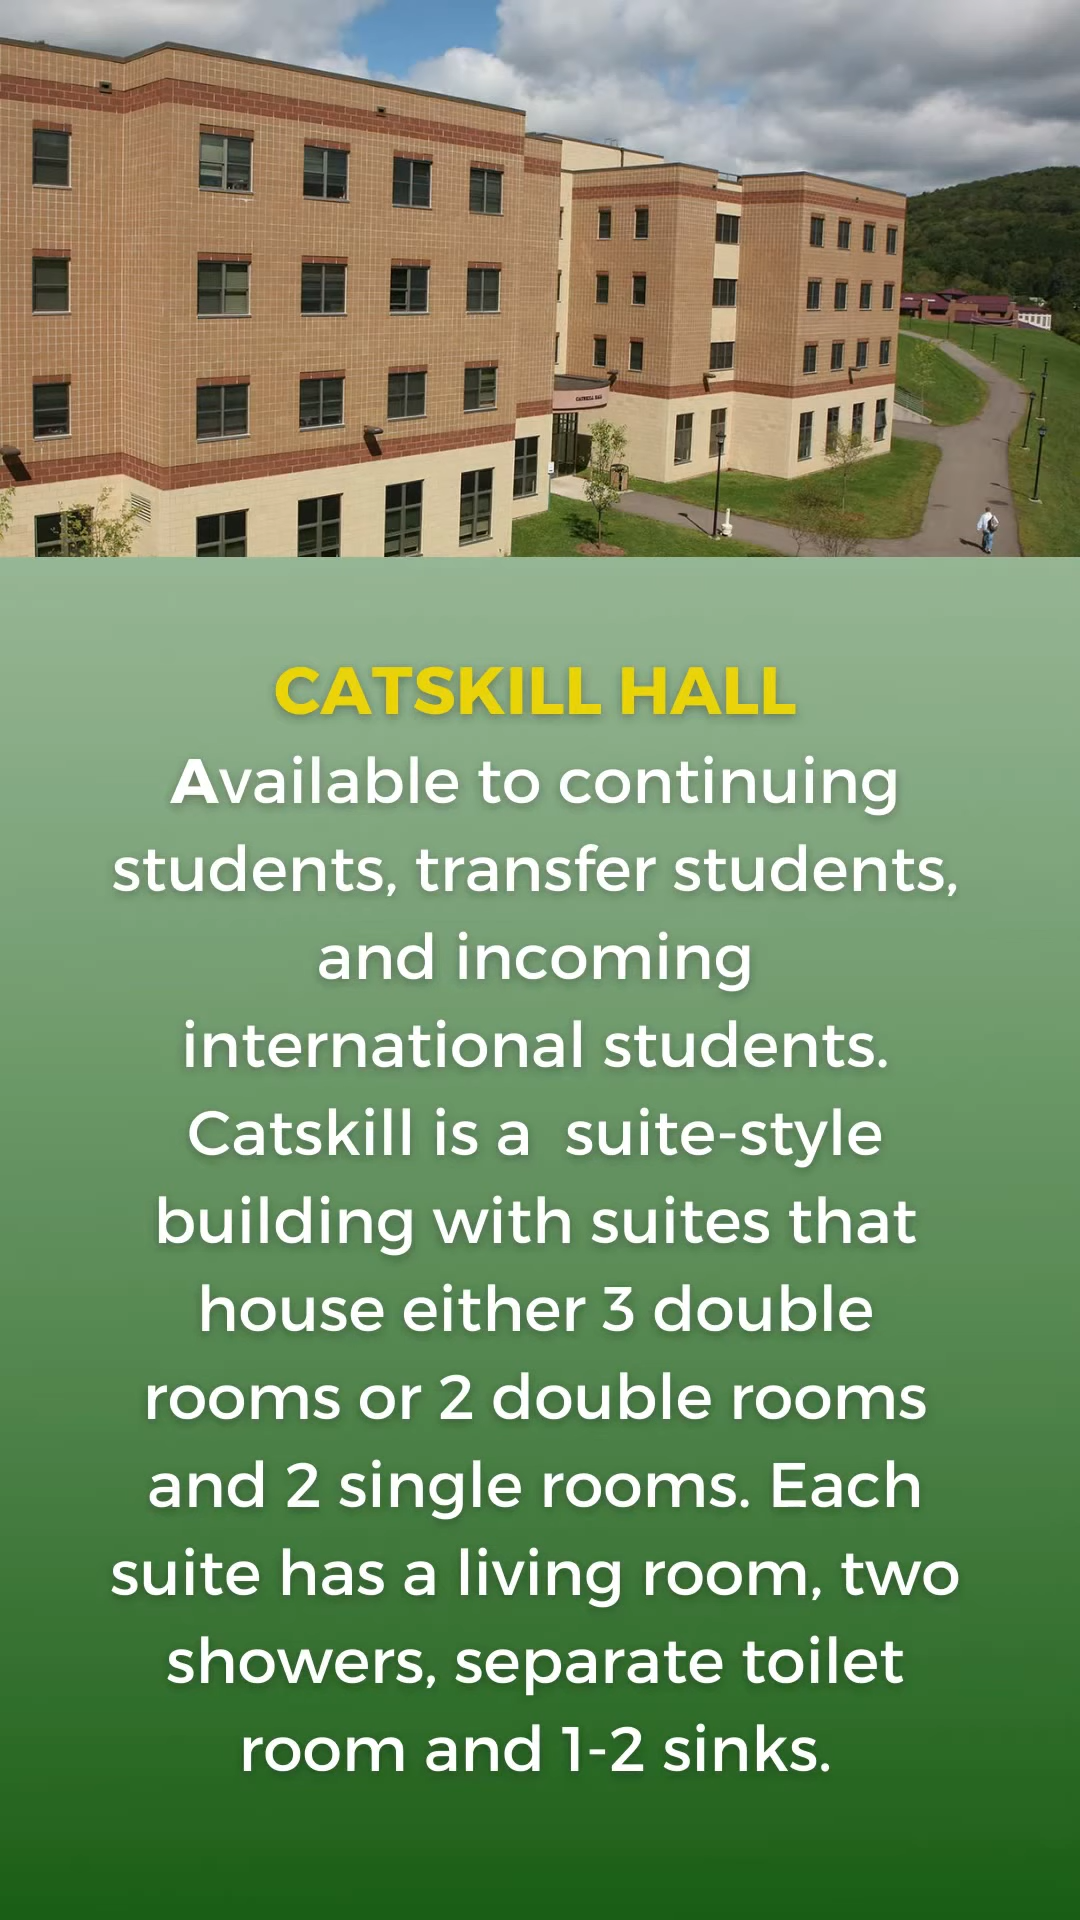 CATSKILL HALL
CATSKILL HALL
Available to continuing
students, transfer students,
and incoming
international students.
Catskill is a  suite-style
building with suites that
house either 3 double
rooms or 2 double rooms
and 2 single rooms. Each
suite has a living room, two
showers, separate toilet
room and 1-2 sinks.